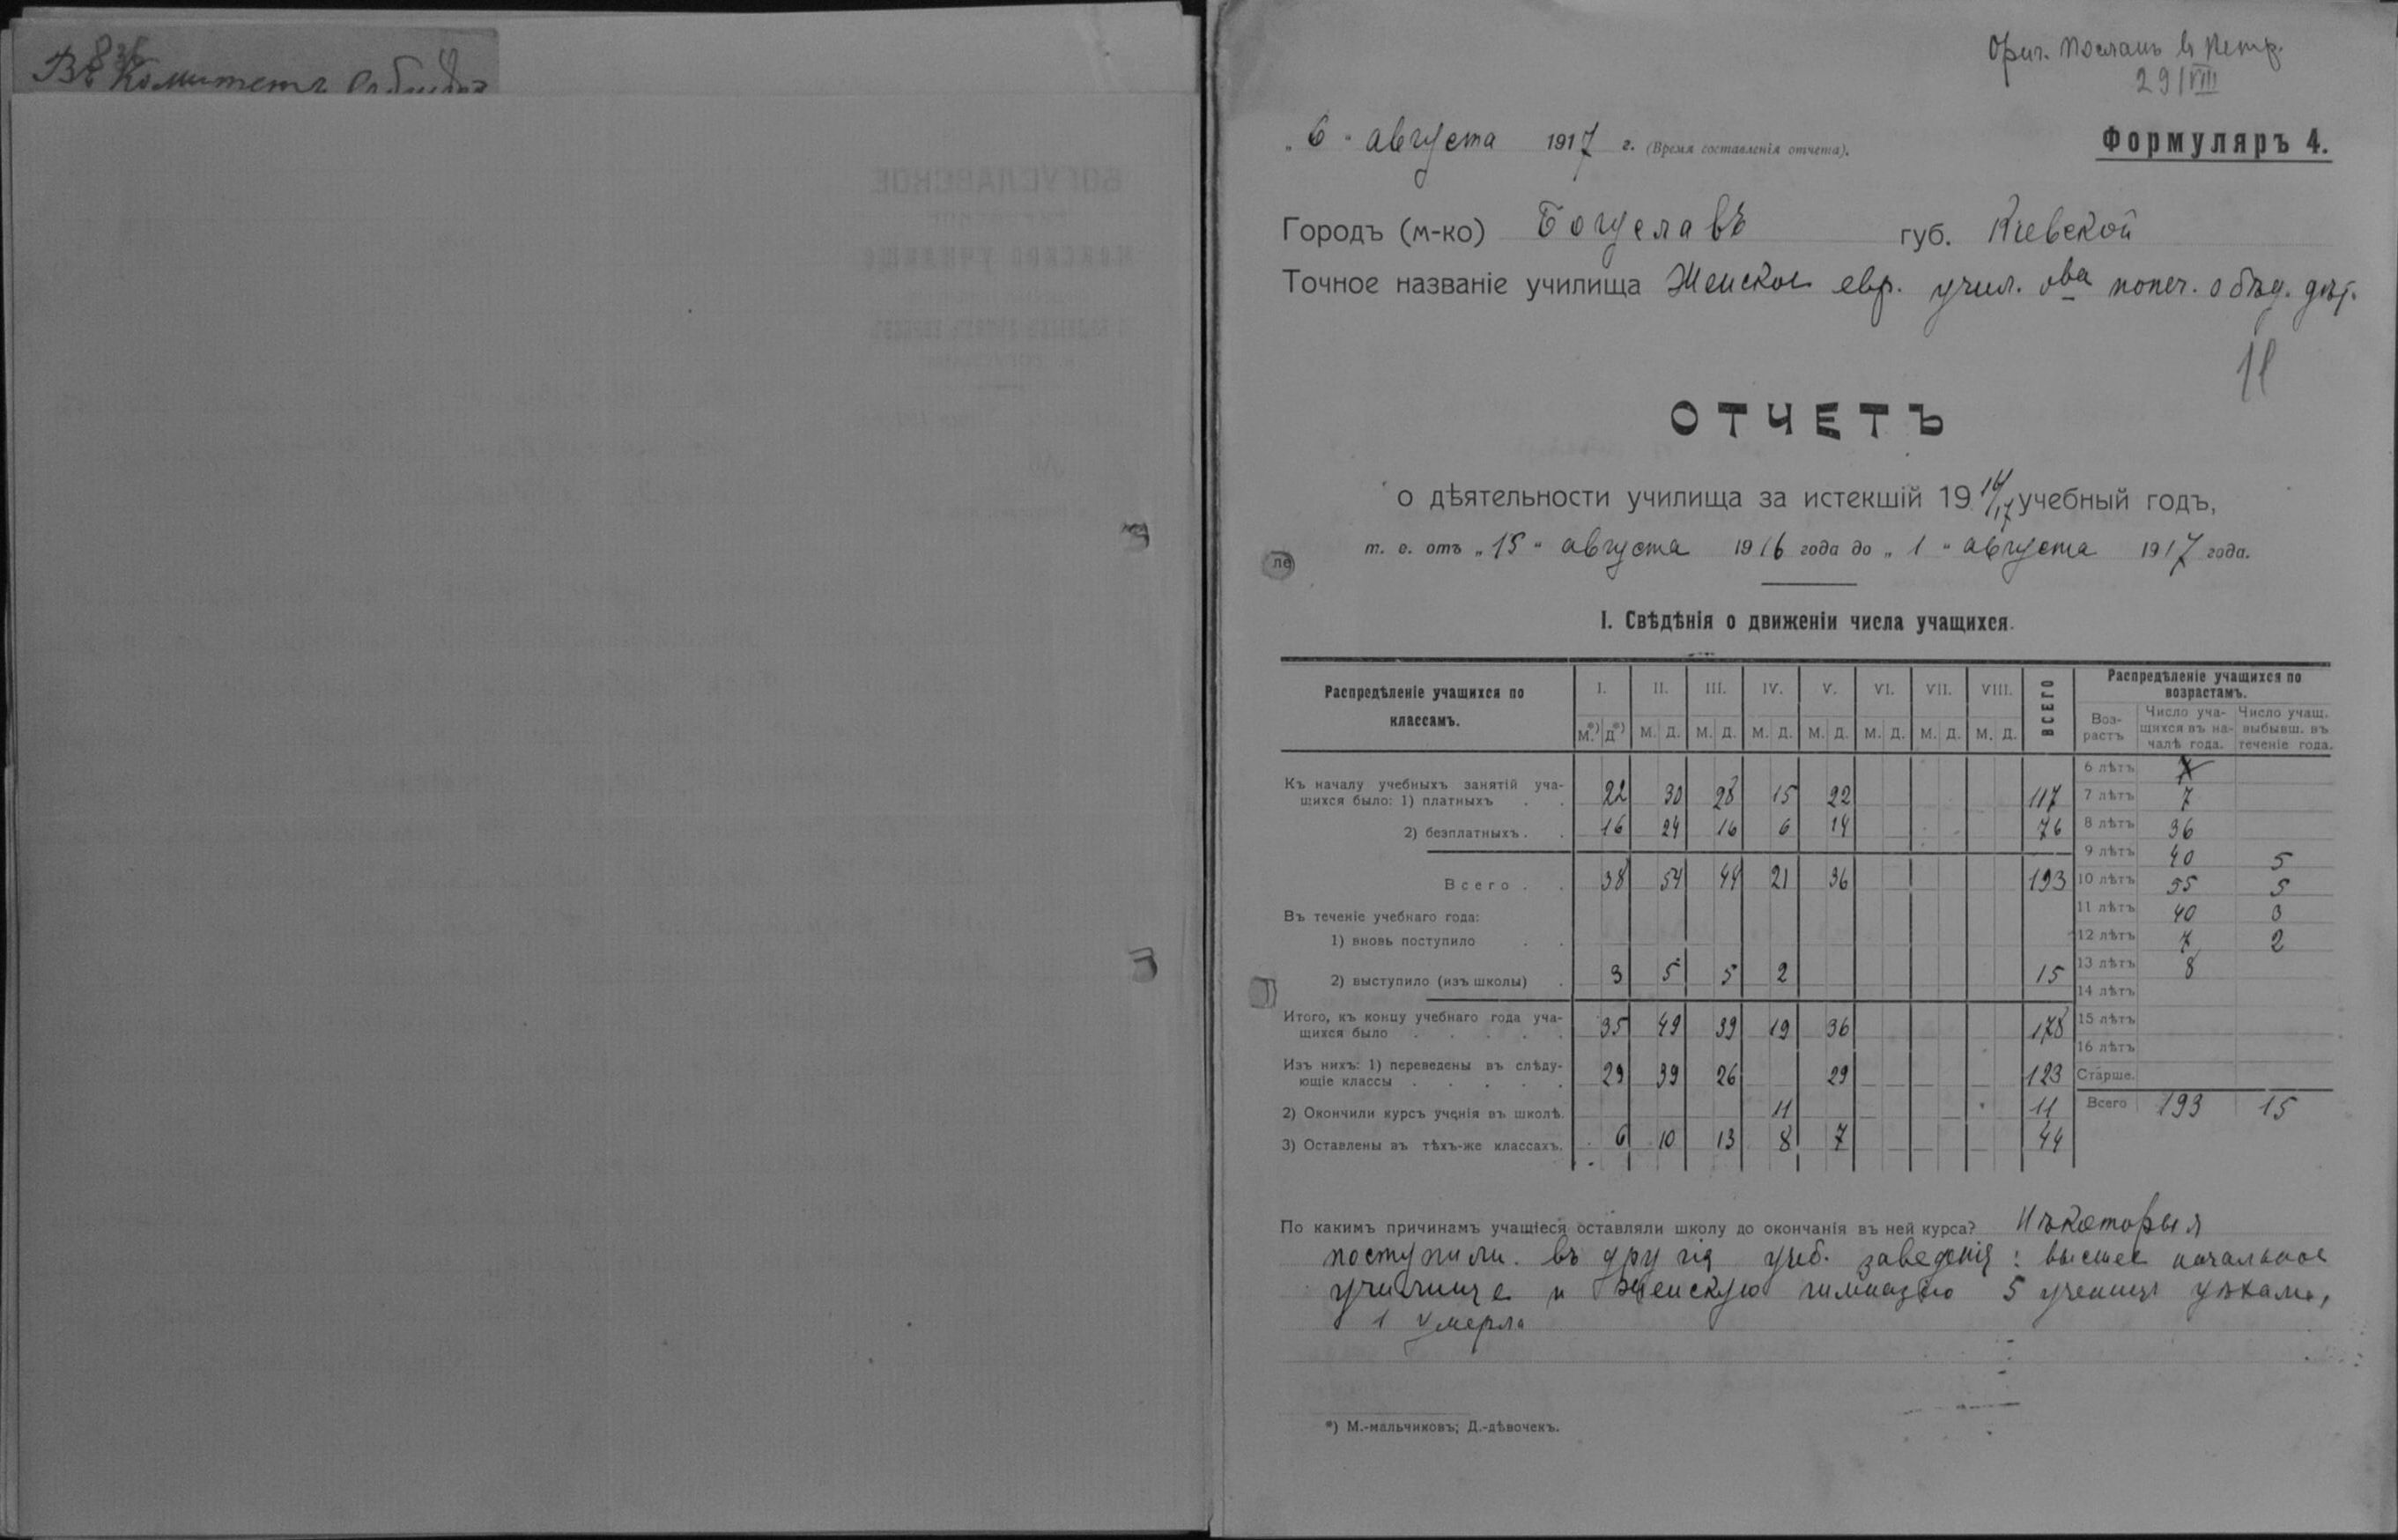 Въ Комитетъ
Ориг. посланъ в Петр.
29/VIII
„6“ августа 1917 г. (Время составленія отчета).
Формуляръ 4.
Городъ (м-ко) Богуславъ губ. Кіевской
Точное названіе училища Женское евр. учил. о-ва попеч. о бѣд. дѣт.
ОТЧЕТЪ
о дѣятельности училища за истекшій 1916/17 учебный годъ,
т. е. отъ „15“ августа 1916 года до „1“ августа 1917 года.
I. Свѣдѣнія о движеніи числа учащихся.
Распредѣленіе учащихся по классамъ. I. II. III. IV. V. VI. VII. VIII. ВСЕГО
М.*) Д*) М. Д. М. Д. М. Д. М. Д. М. Д. М. Д. М. Д.
Къ началу учебныхъ занятій уча-
щихся было: 1) платныхъ 22 30 28 15 22 117
2) безплатныхъ 16 24 16 6 14 76
Всего 38 54 44 21 36 193
Въ теченіе учебнаго года:
1) вновь поступило
2) выступило (изъ школы) 3 5 5 2 15
Итого, къ концу учебнаго года уча-
щихся было 35 49 39 19 36 178
Изъ нихъ: 1) переведены въ слѣду-
ющіе классы 29 39 26 29 123
2) Окончили курсъ ученія въ школѣ. 11 11
3) Оставлены въ тѣхъ-же классахъ. 6 10 13 8 7 44
Распредѣленіе учащихся по
возрастамъ.
Воз-
растъ
Число уча-
щихся въ на-
чалѣ года.
Число учащ.
выбывш. въ
теченіе года.
6 лѣтъ
7 лѣтъ 7
8 лѣтъ 36
9 лѣтъ 40 5
10 лѣтъ 55 5
11 лѣтъ 40 3
12 лѣтъ 7 2
13 лѣтъ 8
14 лѣтъ
15 лѣтъ
16 лѣтъ
Старше.
Всего 193 15
По какимъ причинамъ учащіеся оставляли школу до окончанія въ ней курса? Нѣкоторыя
поступили въ другія учеб. заведенія: высшее начальное
училище и женскую гимназію 5 ученицъ уѣхали,
1 умерла
*) М.-мальчиковъ; Д.-дѣвочекъ.